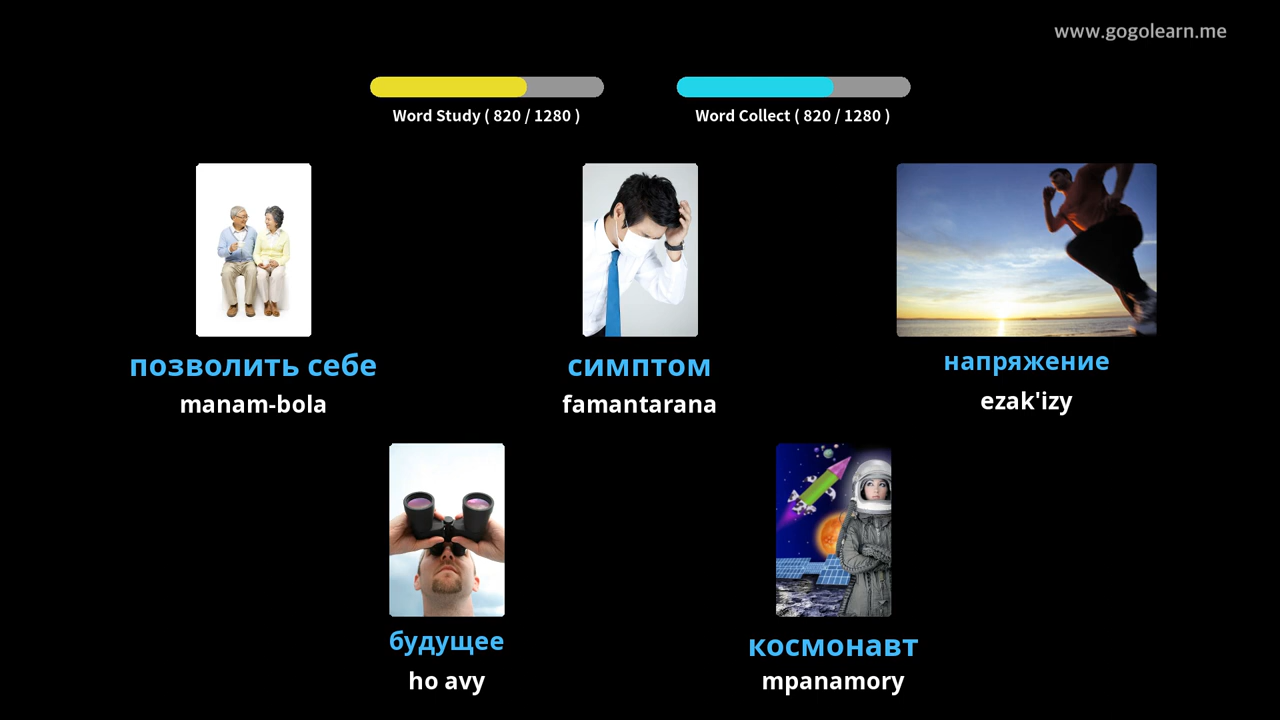 www.gogolearn.me
Word Study ( 820 / 1280 )
Word Collect ( 820 / 1280 )
позволить себе
manam-bola
симптом
famantarana
напряжение
ezak'izy
будущее
ho avy
космонавт
mpanamory